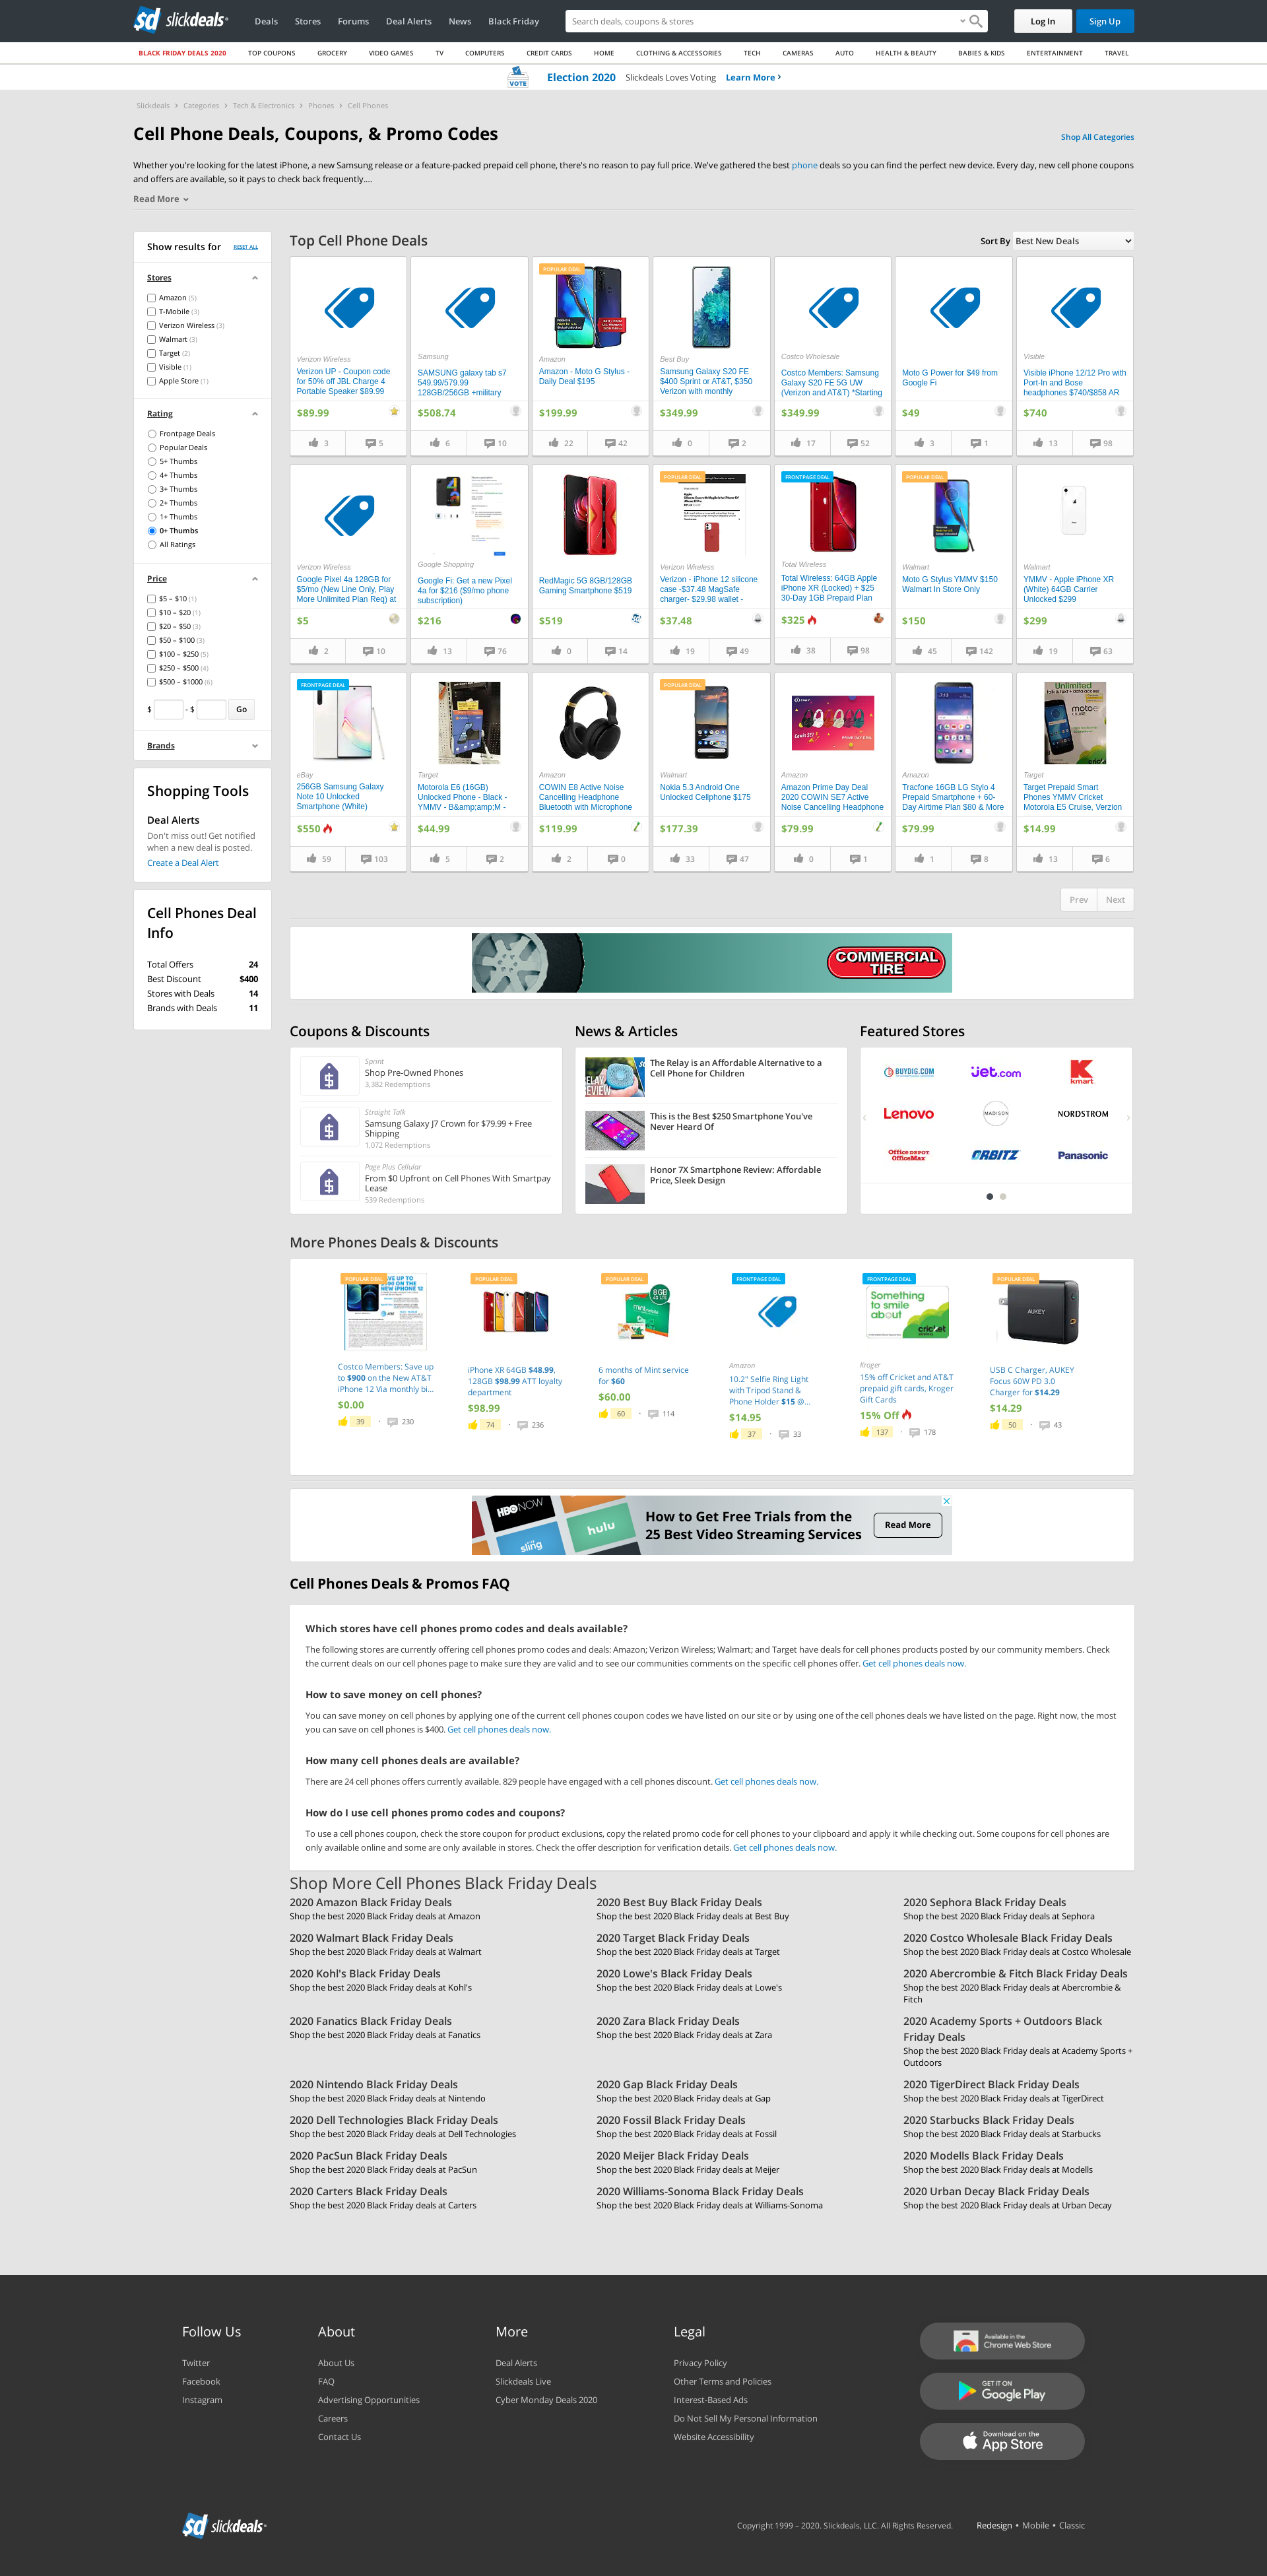 slickdeals
Deals
Stores
Forums
Deal Alerts
News
Black Friday
Search deals, coupons & stores
Log In
Sign Up
BLACK FRIDAY DEALS 2020
TOP COUPONS
GROCERY
VIDEO GAMES
TV
COMPUTERS
CREDIT CARDS
HOME
CLOTHING & ACCESSORIES
TECH
CAMERAS
AUTO
HEALTH & BEAUTY
BABIES & KIDS
ENTERTAINMENT
TRAVEL
VOTE
Election 2020 Slickdeals Loves Voting Learn More ›
Slickdeals > Categories > Tech & Electronics > Phones > Cell Phones
Cell Phone Deals, Coupons, & Promo Codes
Shop All Categories
Whether you're looking for the latest iPhone, a new Samsung release or a feature-packed prepaid cell phone, there's no reason to pay full price. We've gathered the best phone deals so you can find the perfect new device. Every day, new cell phone coupons
and offers are available, so it pays to check back frequently....
Read More
Show results for RESET ALL
Stores
Amazon (5)
T-Mobile (3)
Verizon Wireless (3)
Walmart (3)
Target (2)
Visible (1)
Apple Store (1)
Rating
Frontpage Deals
Popular Deals
5+ Thumbs
4+ Thumbs
3+ Thumbs
2+ Thumbs
1+ Thumbs
0+ Thumbs
All Ratings
Price
$5 – $10 (1)
$10 – $20 (1)
$20 – $50 (3)
$50 – $100 (3)
$100 – $250 (5)
$250 – $500 (4)
$500 – $1000 (6)
$ - $ Go
Brands
Shopping Tools
Deal Alerts
Don't miss out! Get notified
when a new deal is posted.
Create a Deal Alert
Cell Phones Deal
Info
Total Offers 24
Best Discount $400
Stores with Deals 14
Brands with Deals 11
Top Cell Phone Deals
Sort By Best New Deals
Verizon Wireless
Verizon UP - Coupon code
for 50% off JBL Charge 4
Portable Speaker $89.99
$89.99
3 5
Samsung
SAMSUNG galaxy tab s7
549.99/579.99
128GB/256GB +military
$508.74
6 10
POPULAR DEAL
Amazon
Amazon - Moto G Stylus -
Daily Deal $195
$199.99
22 42
Best Buy
Samsung Galaxy S20 FE
$400 Sprint or AT&T, $350
Verizon with monthly
$349.99
0 2
Costco Wholesale
Costco Members: Samsung
Galaxy S20 FE 5G UW
(Verizon and AT&T) *Starting
$349.99
17 52
Moto G Power for $49 from
Google Fi
$49
3 1
Visible
Visible iPhone 12/12 Pro with
Port-In and Bose
headphones $740/$858 AR
$740
13 98
Verizon Wireless
Google Pixel 4a 128GB for
$5/mo (New Line Only, Play
More Unlimited Plan Req) at
$5
2 10
Google Shopping
Google Fi: Get a new Pixel
4a for $216 ($9/mo phone
subscription)
$216
13 76
RedMagic 5G 8GB/128GB
Gaming Smartphone $519
$519
0 14
POPULAR DEAL
Verizon Wireless
Verizon - iPhone 12 silicone
case -$37.48 MagSafe
charger- $29.98 wallet -
$37.48
19 49
FRONTPAGE DEAL
Total Wireless
Total Wireless: 64GB Apple
iPhone XR (Locked) + $25
30-Day 1GB Prepaid Plan
$325
38 98
POPULAR DEAL
Walmart
Moto G Stylus YMMV $150
Walmart In Store Only
$150
45 142
Walmart
YMMV - Apple iPhone XR
(White) 64GB Carrier
Unlocked $299
$299
19 63
FRONTPAGE DEAL
eBay
256GB Samsung Galaxy
Note 10 Unlocked
Smartphone (White)
$550
59 103
Target
Motorola E6 (16GB)
Unlocked Phone - Black -
YMMV - B&amp;amp;M -
$44.99
5 2
Amazon
COWIN E8 Active Noise
Cancelling Headphone
Bluetooth with Microphone
$119.99
2 0
POPULAR DEAL
Walmart
Nokia 5.3 Android One
Unlocked Cellphone $175
$177.39
33 47
Amazon
Amazon Prime Day Deal
2020 COWIN SE7 Active
Noise Cancelling Headphone
$79.99
0 1
Amazon
Tracfone 16GB LG Stylo 4
Prepaid Smartphone + 60-
Day Airtime Plan $80 & More
$79.99
1 8
Unlimited
talk & text + data access
Target
Target Prepaid Smart
Phones YMMV Cricket
Motorola E5 Cruise, Verzion
$14.99
13 6
Prev Next
COMMERCIAL
TIRE
Coupons & Discounts
Sprint
Shop Pre-Owned Phones
3,382 Redemptions
Straight Talk
Samsung Galaxy J7 Crown for $79.99 + Free
Shipping
1,072 Redemptions
Page Plus Cellular
From $0 Upfront on Cell Phones With Smartpay
Lease
539 Redemptions
News & Articles
The Relay is an Affordable Alternative to a
Cell Phone for Children
This is the Best $250 Smartphone You've
Never Heard Of
Honor 7X Smartphone Review: Affordable
Price, Sleek Design
Featured Stores
BUYDIG.COM
jet.com
Kmart
Lenovo
MADISON
NORDSTROM
Office DEPOT
OfficeMax
ORBITZ
Panasonic
More Phones Deals & Discounts
POPULAR DEAL
Costco Members: Save up
to $900 on the New AT&T
iPhone 12 Via monthly bi...
$0.00
39 · 230
POPULAR DEAL
iPhone XR 64GB $48.99,
128GB $98.99 ATT loyalty
department
$98.99
74 · 236
POPULAR DEAL
8GB
6 months of Mint service
for $60
$60.00
60 · 114
FRONTPAGE DEAL
Amazon
10.2" Selfie Ring Light
with Tripod Stand &
Phone Holder $15 @...
$14.95
37 · 33
FRONTPAGE DEAL
Something
to smile
about
cricket
Kroger
15% off Cricket and AT&T
prepaid gift cards, Kroger
Gift Cards
15% Off
137 · 178
POPULAR DEAL
AUKEY
USB C Charger, AUKEY
Focus 60W PD 3.0
Charger for $14.29
$14.29
50 · 43
HBO NOW
hulu
sling
How to Get Free Trials from the
25 Best Video Streaming Services
Read More
Cell Phones Deals & Promos FAQ
Which stores have cell phones promo codes and deals available?
The following stores are currently offering cell phones promo codes and deals: Amazon; Verizon Wireless; Walmart; and Target have deals for cell phones products posted by our community members. Check
the current deals on our cell phones page to make sure they are valid and to see our communities comments on the specific cell phones offer. Get cell phones deals now.
How to save money on cell phones?
You can save money on cell phones by applying one of the current cell phones coupon codes we have listed on our site or by using one of the cell phones deals we have listed on the page. Right now, the most
you can save on cell phones is $400. Get cell phones deals now.
How many cell phones deals are available?
There are 24 cell phones offers currently available. 829 people have engaged with a cell phones discount. Get cell phones deals now.
How do I use cell phones promo codes and coupons?
To use a cell phones coupon, check the store coupon for product exclusions, copy the related promo code for cell phones to your clipboard and apply it while checking out. Some coupons for cell phones are
only available online and some are only available in stores. Check the offer description for verification details. Get cell phones deals now.
Shop More Cell Phones Black Friday Deals
2020 Amazon Black Friday Deals
Shop the best 2020 Black Friday deals at Amazon
2020 Best Buy Black Friday Deals
Shop the best 2020 Black Friday deals at Best Buy
2020 Sephora Black Friday Deals
Shop the best 2020 Black Friday deals at Sephora
2020 Walmart Black Friday Deals
Shop the best 2020 Black Friday deals at Walmart
2020 Target Black Friday Deals
Shop the best 2020 Black Friday deals at Target
2020 Costco Wholesale Black Friday Deals
Shop the best 2020 Black Friday deals at Costco Wholesale
2020 Kohl's Black Friday Deals
Shop the best 2020 Black Friday deals at Kohl's
2020 Lowe's Black Friday Deals
Shop the best 2020 Black Friday deals at Lowe's
2020 Abercrombie & Fitch Black Friday Deals
Shop the best 2020 Black Friday deals at Abercrombie &
Fitch
2020 Fanatics Black Friday Deals
Shop the best 2020 Black Friday deals at Fanatics
2020 Zara Black Friday Deals
Shop the best 2020 Black Friday deals at Zara
2020 Academy Sports + Outdoors Black
Friday Deals
Shop the best 2020 Black Friday deals at Academy Sports +
Outdoors
2020 Nintendo Black Friday Deals
Shop the best 2020 Black Friday deals at Nintendo
2020 Gap Black Friday Deals
Shop the best 2020 Black Friday deals at Gap
2020 TigerDirect Black Friday Deals
Shop the best 2020 Black Friday deals at TigerDirect
2020 Dell Technologies Black Friday Deals
Shop the best 2020 Black Friday deals at Dell Technologies
2020 Fossil Black Friday Deals
Shop the best 2020 Black Friday deals at Fossil
2020 Starbucks Black Friday Deals
Shop the best 2020 Black Friday deals at Starbucks
2020 PacSun Black Friday Deals
Shop the best 2020 Black Friday deals at PacSun
2020 Meijer Black Friday Deals
Shop the best 2020 Black Friday deals at Meijer
2020 Modells Black Friday Deals
Shop the best 2020 Black Friday deals at Modells
2020 Carters Black Friday Deals
Shop the best 2020 Black Friday deals at Carters
2020 Williams-Sonoma Black Friday Deals
Shop the best 2020 Black Friday deals at Williams-Sonoma
2020 Urban Decay Black Friday Deals
Shop the best 2020 Black Friday deals at Urban Decay
Follow Us
Twitter
Facebook
Instagram
About
About Us
FAQ
Advertising Opportunities
Careers
Contact Us
More
Deal Alerts
Slickdeals Live
Cyber Monday Deals 2020
Legal
Privacy Policy
Other Terms and Policies
Interest-Based Ads
Do Not Sell My Personal Information
Website Accessibility
Available in the
Chrome Web Store
GET IT ON
Google Play
Download on the
App Store
slickdeals
Copyright 1999 – 2020. Slickdeals, LLC. All Rights Reserved.
Redesign • Mobile • Classic